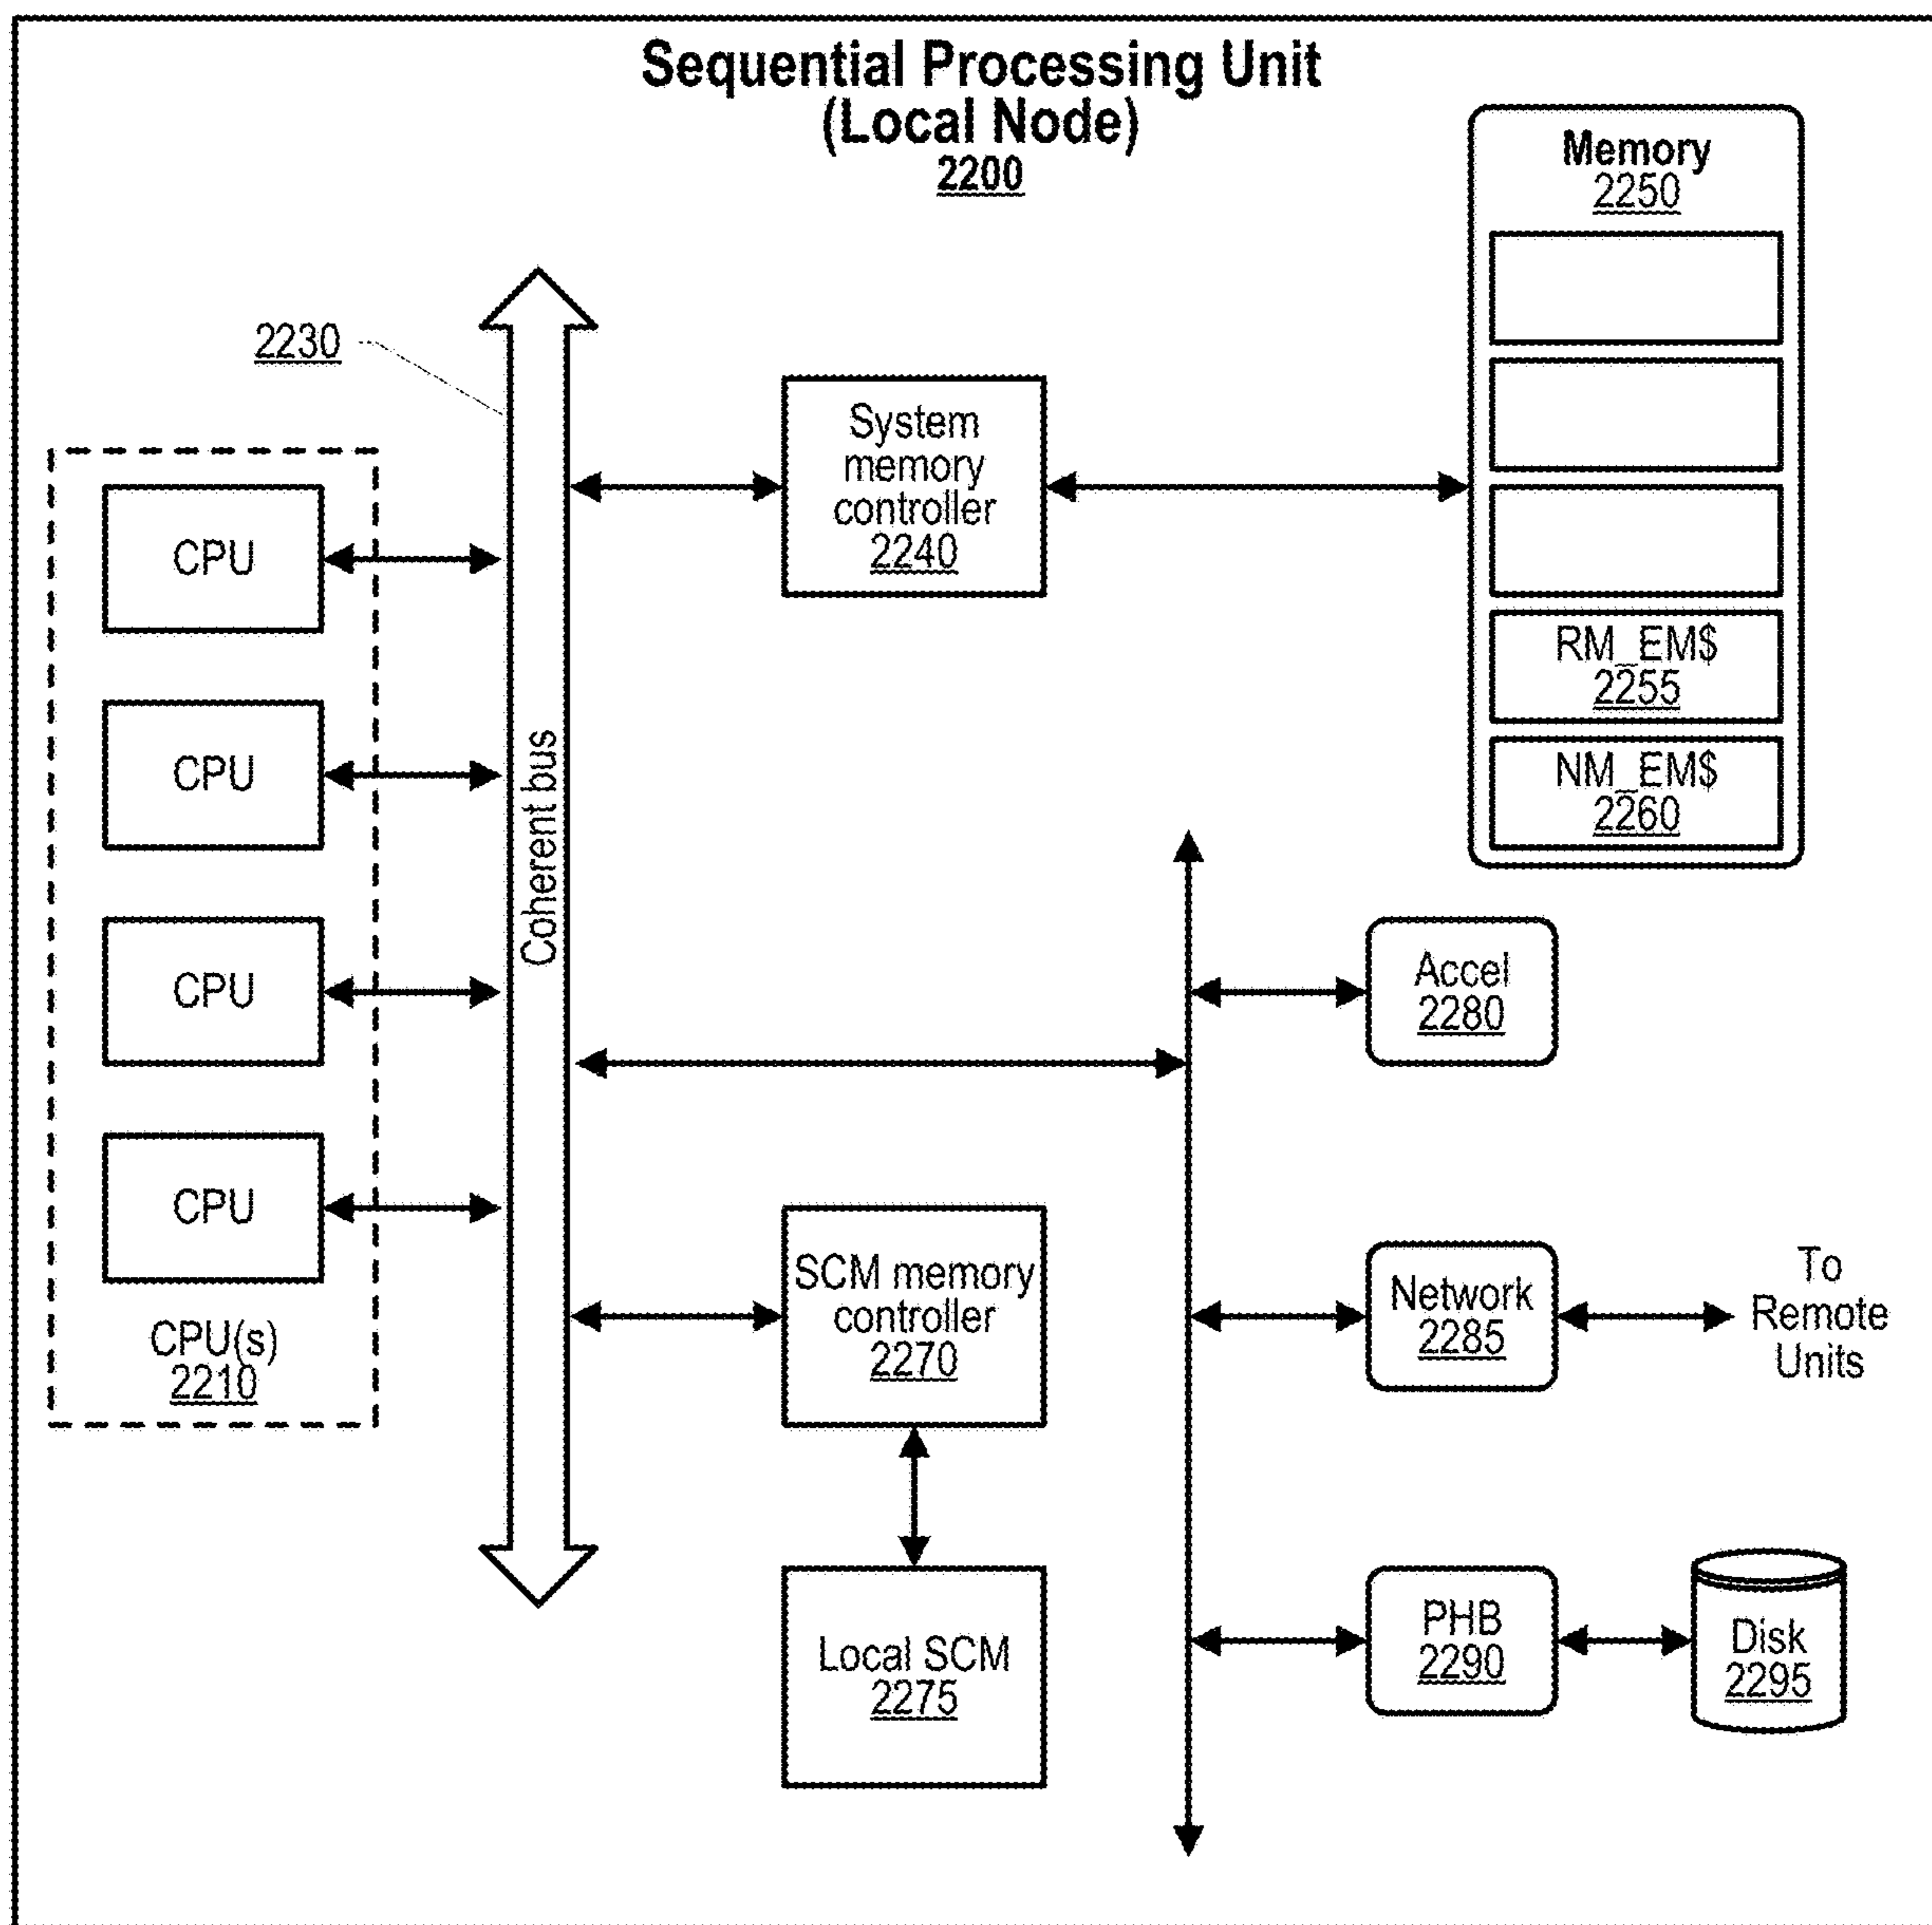 Sequential Processing Unit
(Local Node)
2200
Memory
2250
RM_EM$
2255
NM_EM$
2260
2230
System
memory
controller
2240
CPU
CPU
CPU
CPU
CPU(s)
2210
Coherent bus
Accel
2280
SCM memory
controller
2270
Network
2285
To
Remote
Units
Local SCM
2275
PHB
2290
Disk
2295